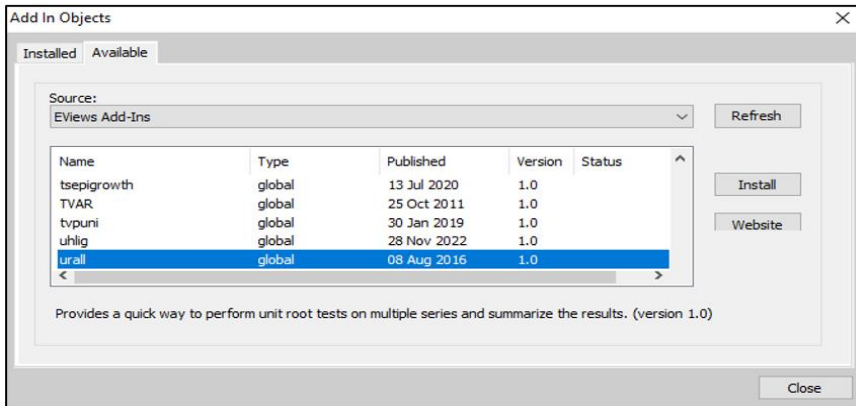 Add In Objects
Installed Available
Source:
EViews Add-Ins
Refresh
Name Type Published Version Status
tsepigrowth global 13 Jul 2020 1.0
TVAR global 25 Oct 2011 1.0
tvpuni global 30 Jan 2019 1.0
uhlig global 28 Nov 2022 1.0
urall global 08 Aug 2016 1.0
Install
Website
Provides a quick way to perform unit root tests on multiple series and summarize the results. (version 1.0)
Close